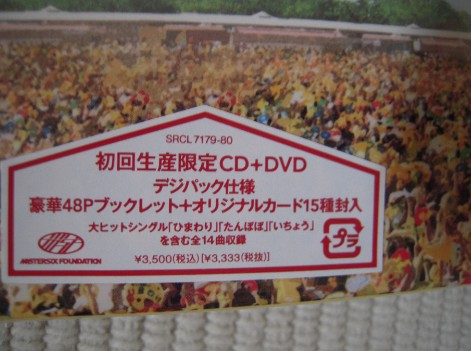 SRCL 7179-80
初回生産限定CD+DVD
デジパック仕様
豪華48Pブックレット+オリジナルカード15種封入
大ヒットシングル「ひまわり」「たんぽぽ」「いちょう」
を含む全14曲収録
プラ
MISTERSIX FOUNDATION
¥3,500(税込)[¥3,333(税抜)]